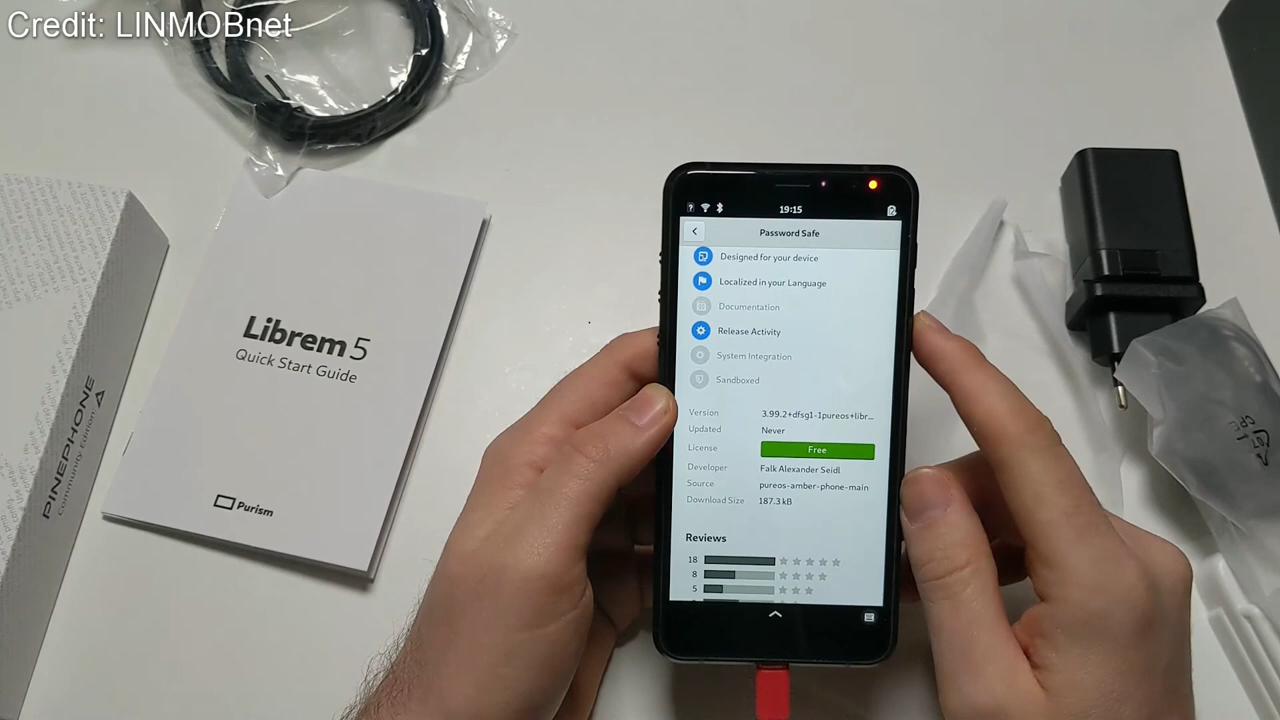 Credit: LINMOBnet
PINEPHONE
Community Edition
Librem 5
Quick Start Guide
Purism
19:15
Password Safe
Designed for your device
Localized in your Language
Documentation
Release Activity
System Integration
Sandboxed
Version 3.99.2+dfsg1-1pureos+libr...
Updated Never
License Free
Developer Falk Alexander Seidl
Source pureos-amber-phone-main
Download Size 187.3 kB
Reviews
18
8
5